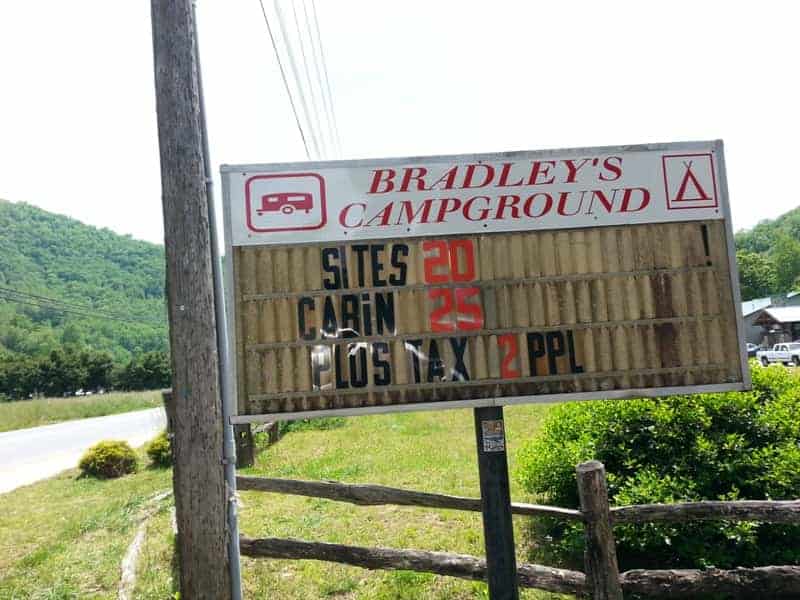 BRADLEY'S
CAMPGROUND
SITES 20 !
CABiN 25
PLUS TAX 2 PPL